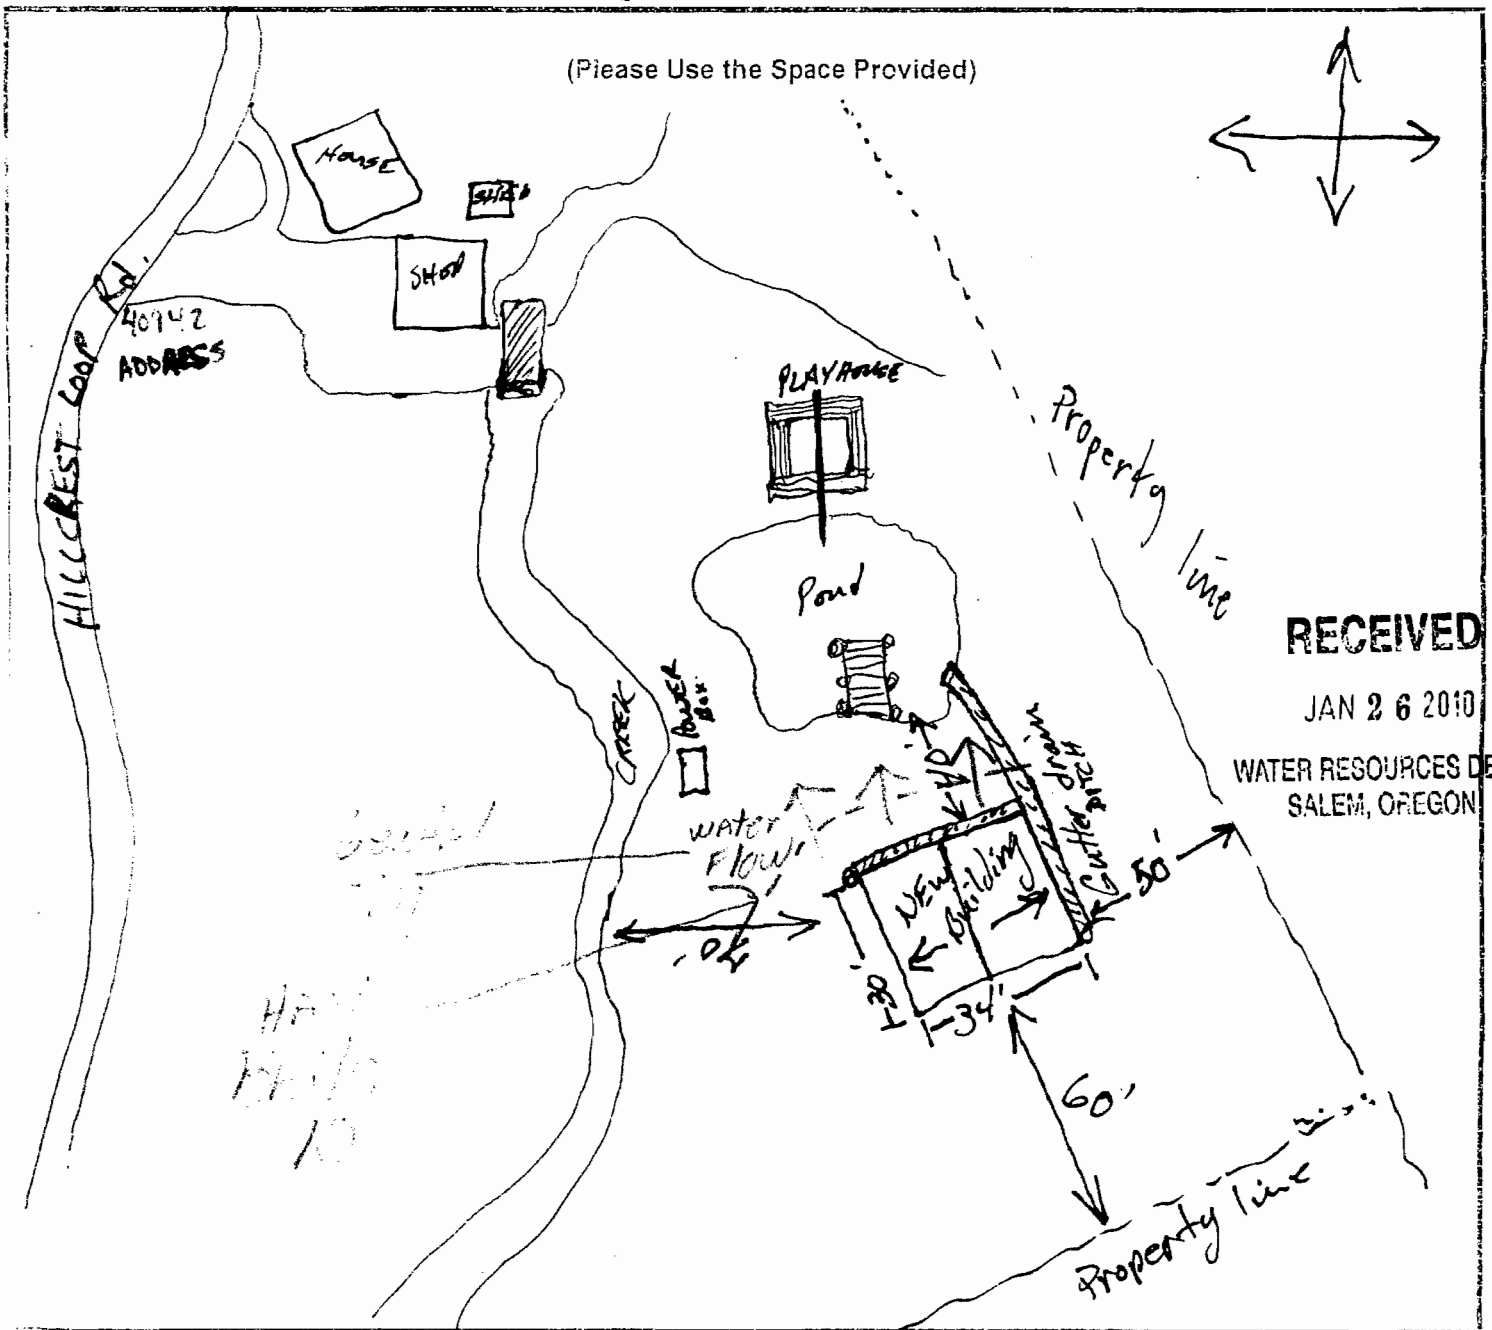 (Please Use the Space Provided)
HOUSE
SHED
SHOP
Rd.
40942
ADDRESS
HILLCREST LOOP
PLAYHOUSE
Property line
Pond
RECEIVED
JAN 26 2010
WATER RESOURCES DE
SALEM, OREGON
CREEK
POWER
Box
40'
Gutter drain
DITCH
water
Flow
NEW
Building
50'
40'
30'
34'
60'
Property line